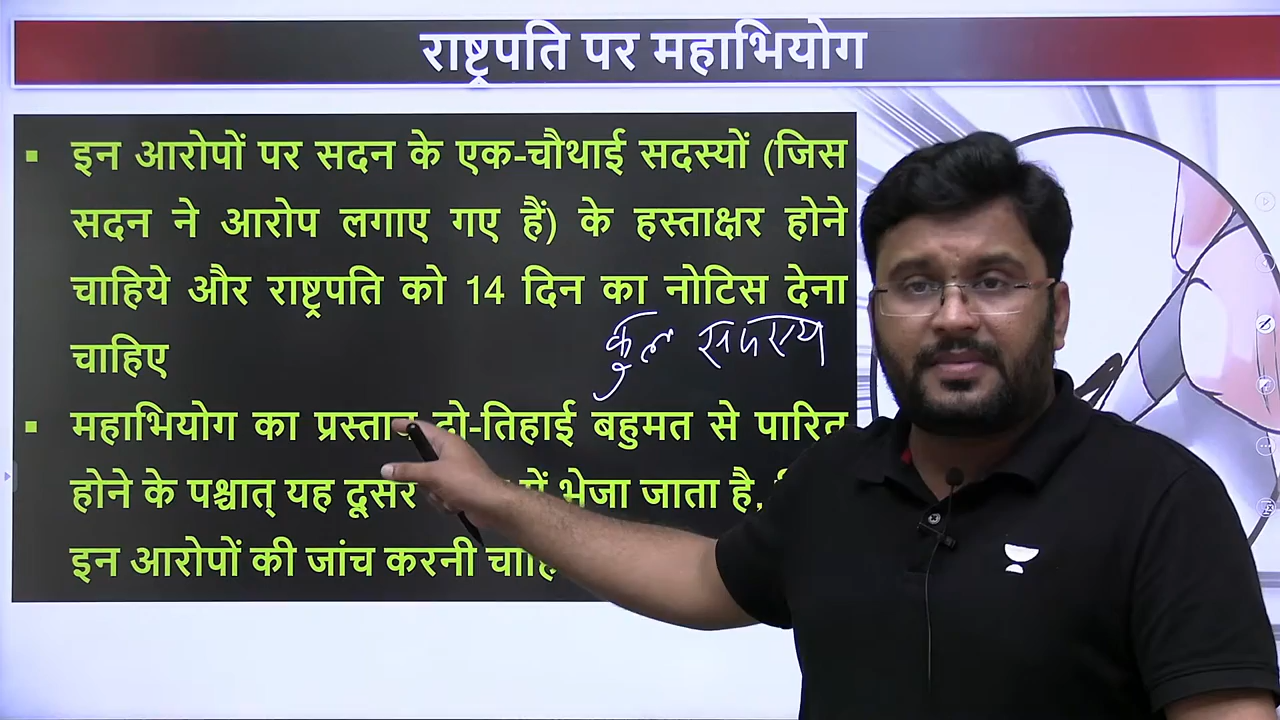 राष्ट्रपति पर महाभियोग
▪ इन आरोपों पर सदन के एक-चौथाई सदस्यों (जिस
सदन ने आरोप लगाए गए हैं) के हस्ताक्षर होने
चाहिये और राष्ट्रपति को 14 दिन का नोटिस देना
चाहिए
कुल सदस्य
▪ महाभियोग का प्रस्ताव दो-तिहाई बहुमत से पारित
होने के पश्चात् यह दूसरे में भेजा जाता है,
इन आरोपों की जांच करनी